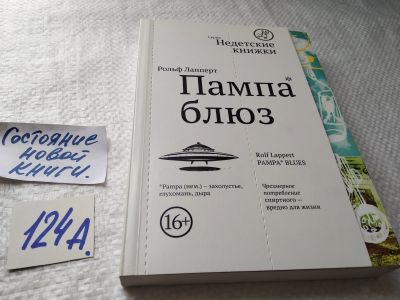 Серия
Недетские
книжки
Рольф Лапперт
Пампа*
блюз
Rolf Lappert
PAMPA* BLUES
*Pampa (нем.) – захолустье,
глухомань, дыра
Чрезмерное
потребление
спиртного —
вредно для жизни
16+
Состояние
новой
книги.
124А.